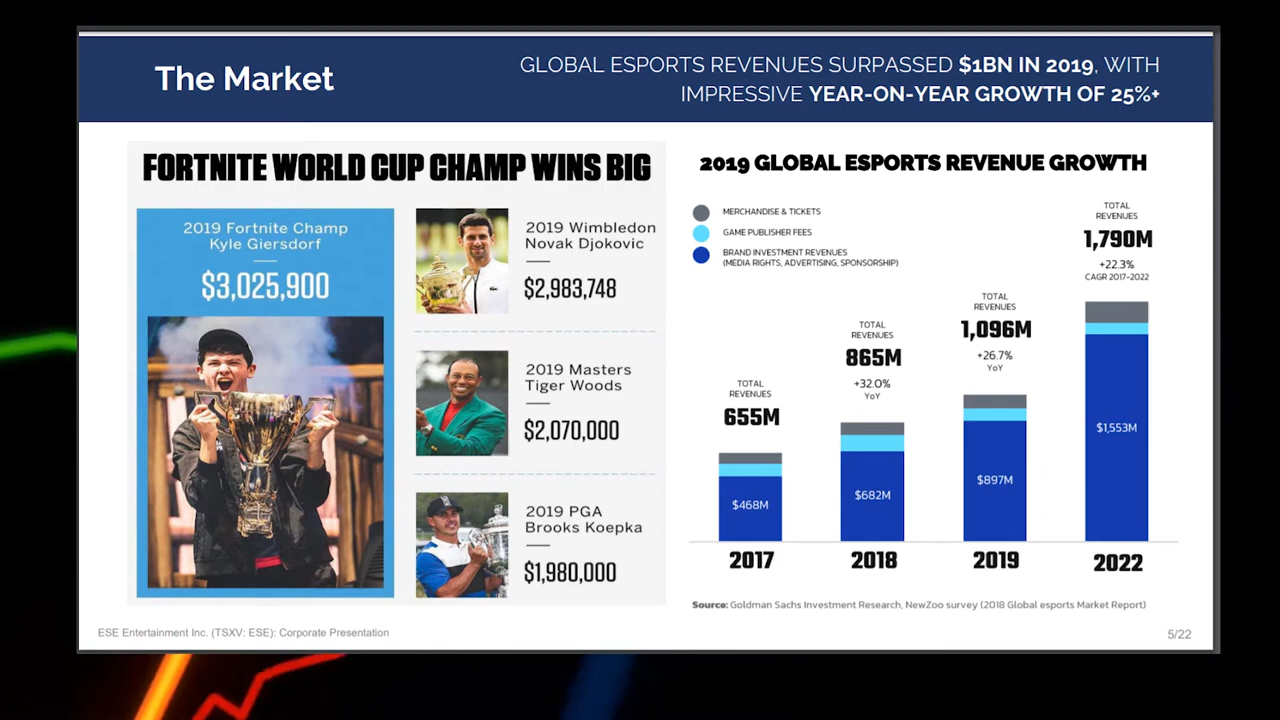 The Market
GLOBAL ESPORTS REVENUES SURPASSED $1BN IN 2019, WITH
IMPRESSIVE YEAR-ON-YEAR GROWTH OF 25%+
FORTNITE WORLD CUP CHAMP WINS BIG
2019 Fortnite Champ
Kyle Giersdorf
$3,025,900
2019 Wimbledon
Novak Djokovic
$2,983,748
2019 Masters
Tiger Woods
$2,070,000
2019 PGA
Brooks Koepka
$1,980,000
2019 GLOBAL ESPORTS REVENUE GROWTH
MERCHANDISE & TICKETS
GAME PUBLISHER FEES
BRAND INVESTMENT REVENUES
(MEDIA RIGHTS, ADVERTISING, SPONSORSHIP)
TOTAL
REVENUES
655M
$468M
2017
TOTAL
REVENUES
865M
+32.0%
YoY
$682M
2018
TOTAL
REVENUES
1,096M
+26.7%
YoY
$897M
2019
TOTAL
REVENUES
1,790M
+22.3%
CAGR 2017-2022
$1,553M
2022
Source: Goldman Sachs Investment Research, NewZoo survey (2018 Global esports Market Report)
ESE Entertainment Inc. (TSXV: ESE): Corporate Presentation
5/22